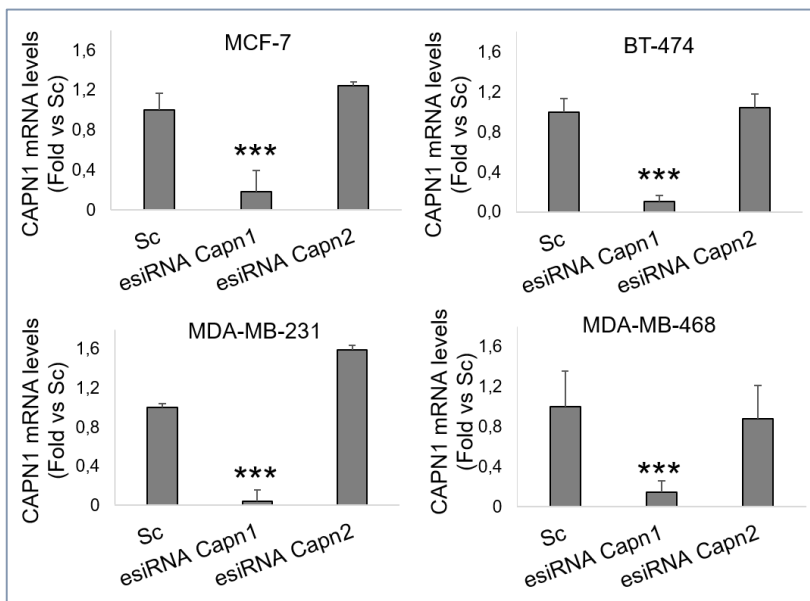 MCF-7
CAPN1 mRNA levels
(Fold vs Sc)
1,6
1,2
0,8
0,4
0
***
Sc
esiRNA Capn1
esiRNA Capn2
BT-474
CAPN1 mRNA levels
(Fold vs Sc)
1,6
1,2
0,8
0,4
0,0
***
Sc
esiRNA Capn1
esiRNA Capn2
MDA-MB-231
CAPN1 mRNA levels
(Fold vs Sc)
1,6
1,2
0,8
0,4
0
***
Sc
esiRNA Capn1
esiRNA Capn2
MDA-MB-468
CAPN1 mRNA levels
(Fold vs Sc)
1,6
1,2
0,8
0,4
0
***
Sc
esiRNA Capn1
esiRNA Capn2